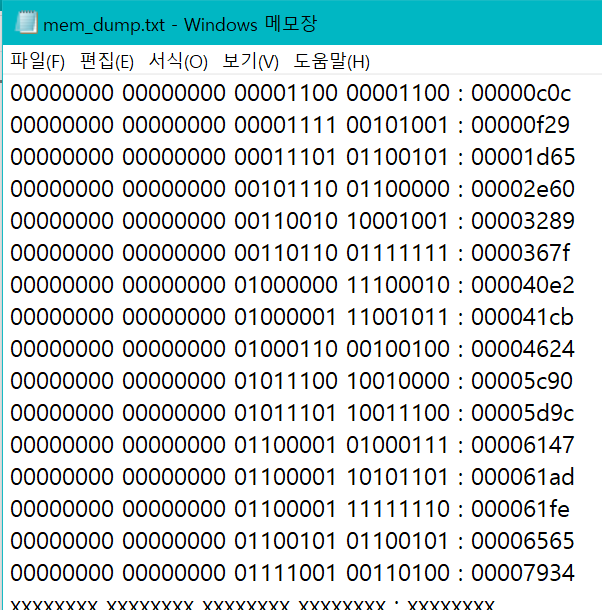 mem_dump.txt - Windows 메모장
파일(F) 편집(E) 서식(O) 보기(V) 도움말(H)
00000000 00000000 00001100 00001100 : 00000c0c
00000000 00000000 00001111 00101001 : 00000f29
00000000 00000000 00011101 01100101 : 00001d65
00000000 00000000 00101110 01100000 : 00002e60
00000000 00000000 00110010 10001001 : 00003289
00000000 00000000 00110110 01111111 : 0000367f
00000000 00000000 01000000 11100010 : 000040e2
00000000 00000000 01000001 11001011 : 000041cb
00000000 00000000 01000110 00100100 : 00004624
00000000 00000000 01011100 10010000 : 00005c90
00000000 00000000 01011101 10011100 : 00005d9c
00000000 00000000 01100001 01000111 : 00006147
00000000 00000000 01100001 10101101 : 000061ad
00000000 00000000 01100001 11111110 : 000061fe
00000000 00000000 01100101 01100101 : 00006565
00000000 00000000 01111001 00110100 : 00007934
xxxxxxxx xxxxxxxx xxxxxxxx xxxxxxxx : xxxxxxxx